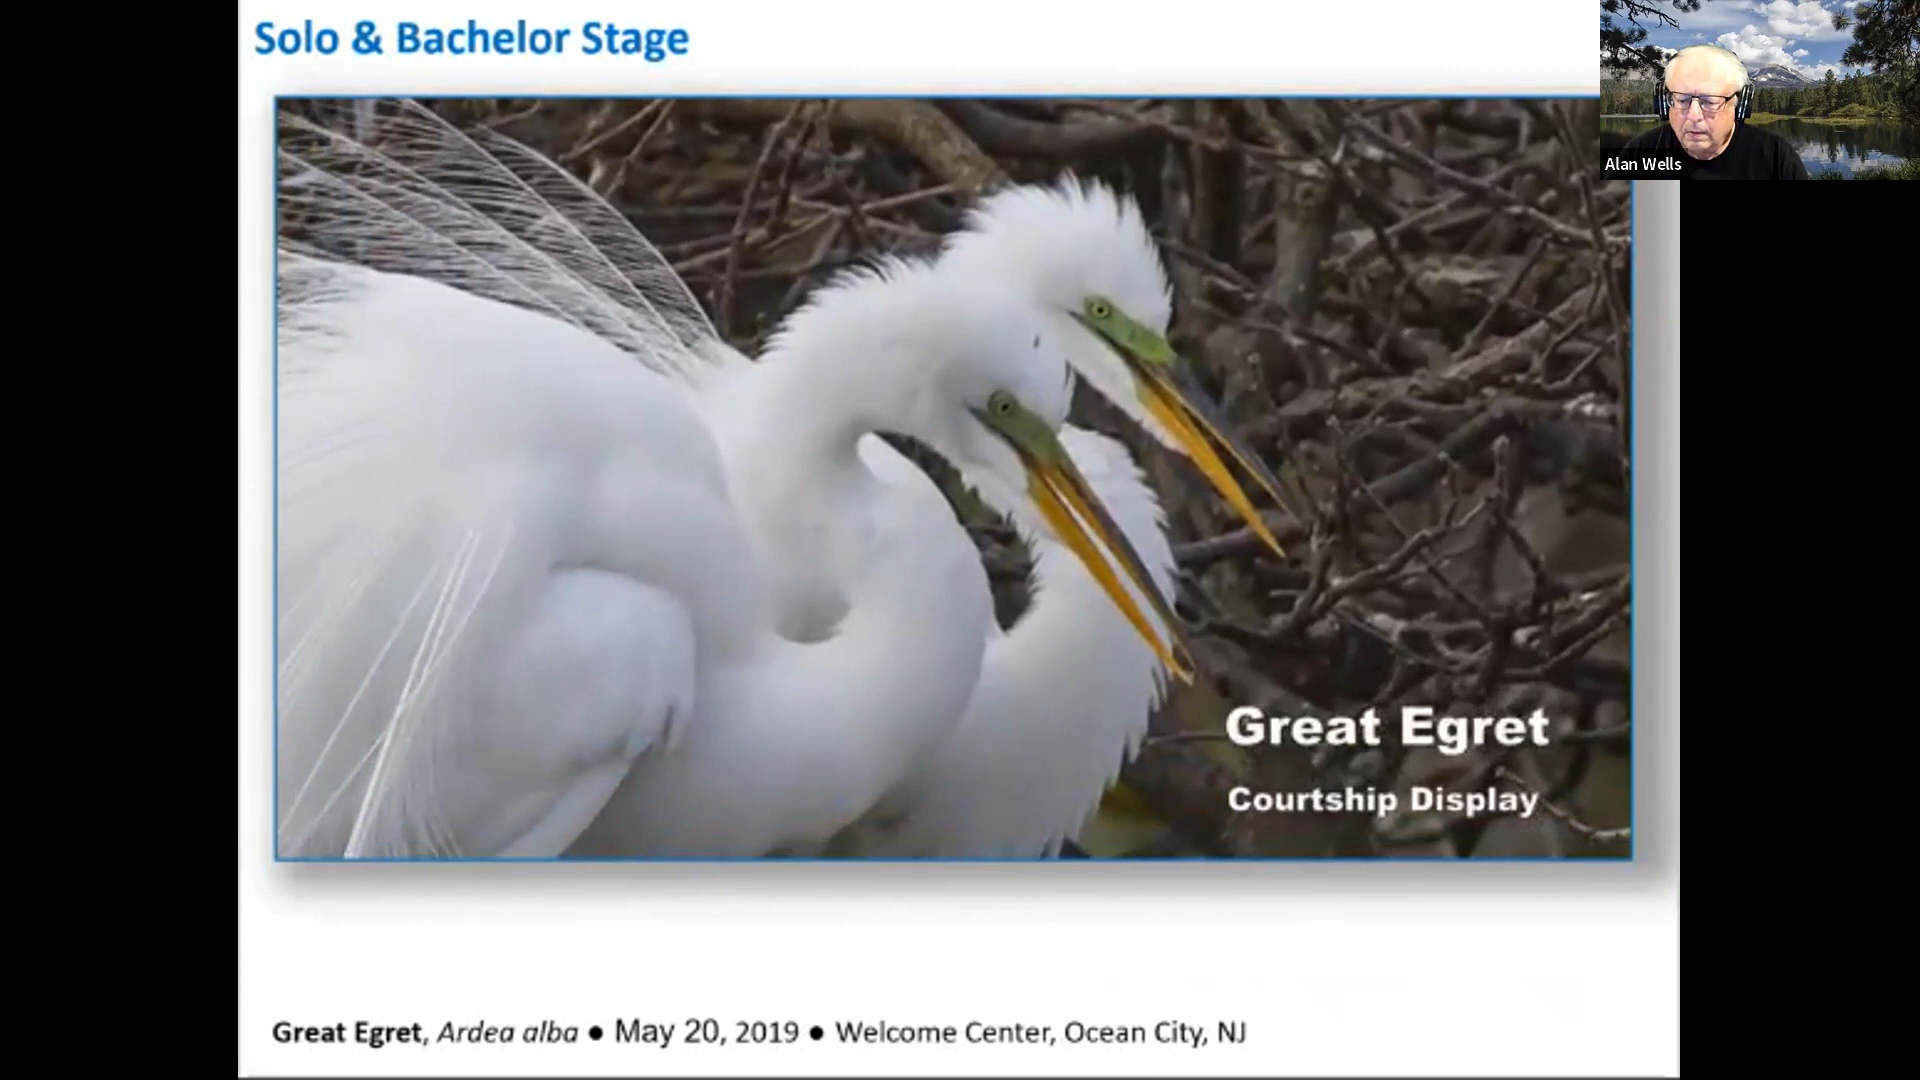 Solo & Bachelor Stage
Alan Wells
Great Egret
Courtship Display
Great Egret, Ardea alba ● May 20, 2019 ● Welcome Center, Ocean City, NJ